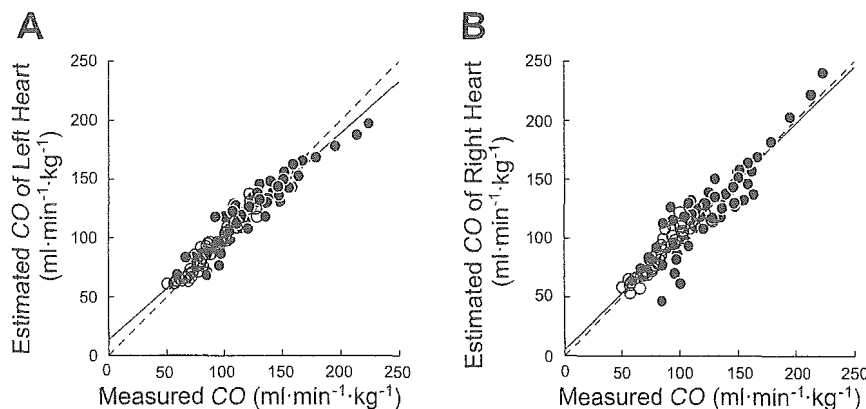 A
Estimated CO of Left Heart
(ml·min⁻¹·kg⁻¹)
250
200
150
100
50
0
0 50 100 150 200 250
Measured CO (ml·min⁻¹·kg⁻¹)
B
Estimated CO of Right Heart
(ml·min⁻¹·kg⁻¹)
250
200
150
100
50
0
0 50 100 150 200 250
Measured CO (ml·min⁻¹·kg⁻¹)